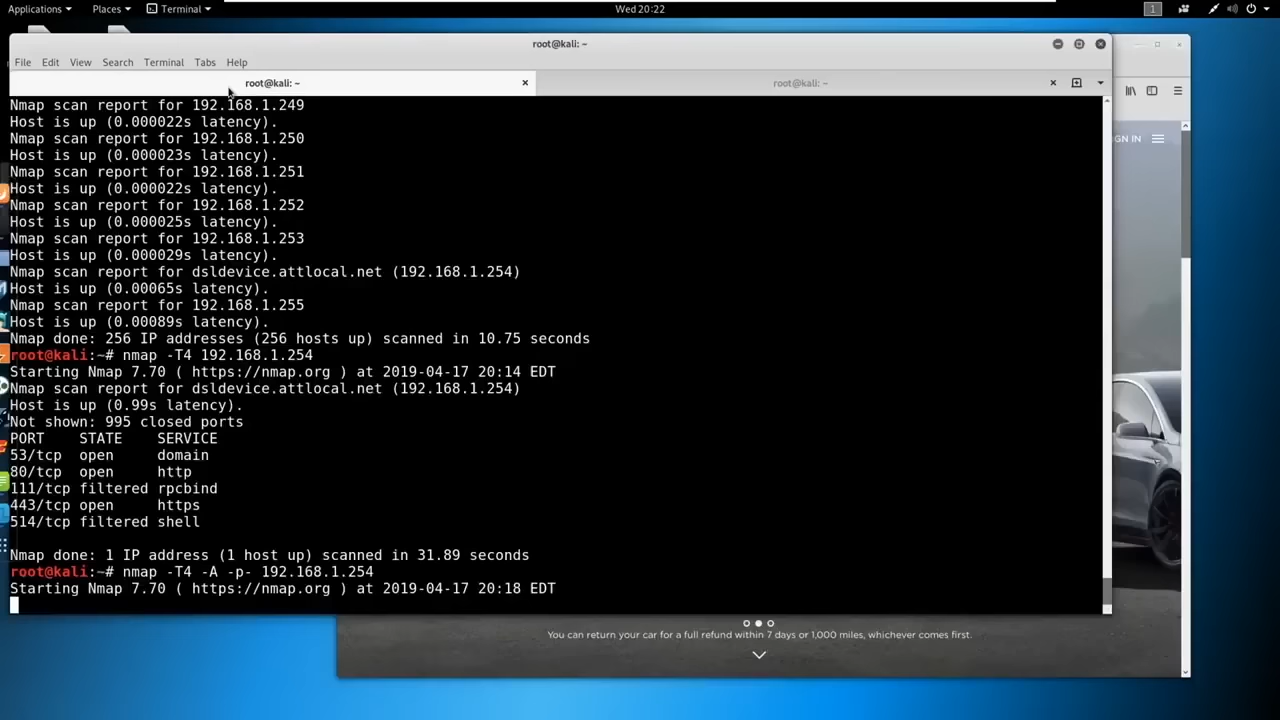 Applications Places Terminal Wed 20:22 1
root@kali: ~
File Edit View Search Terminal Tabs Help
root@kali: ~ root@kali: ~
Nmap scan report for 192.168.1.249
Host is up (0.000022s latency).
Nmap scan report for 192.168.1.250
Host is up (0.000023s latency).
Nmap scan report for 192.168.1.251
Host is up (0.000022s latency).
Nmap scan report for 192.168.1.252
Host is up (0.000025s latency).
Nmap scan report for 192.168.1.253
Host is up (0.000029s latency).
Nmap scan report for dsldevice.attlocal.net (192.168.1.254)
Host is up (0.00065s latency).
Nmap scan report for 192.168.1.255
Host is up (0.00089s latency).
Nmap done: 256 IP addresses (256 hosts up) scanned in 10.75 seconds
root@kali:~# nmap -T4 192.168.1.254
Starting Nmap 7.70 ( https://nmap.org ) at 2019-04-17 20:14 EDT
Nmap scan report for dsldevice.attlocal.net (192.168.1.254)
Host is up (0.99s latency).
Not shown: 995 closed ports
PORT STATE SERVICE
53/tcp open domain
80/tcp open http
111/tcp filtered rpcbind
443/tcp open https
514/tcp filtered shell
Nmap done: 1 IP address (1 host up) scanned in 31.89 seconds
root@kali:~# nmap -T4 -A -p- 192.168.1.254
Starting Nmap 7.70 ( https://nmap.org ) at 2019-04-17 20:18 EDT
GN IN
You can return your car for a full refund within 7 days or 1,000 miles, whichever comes first.